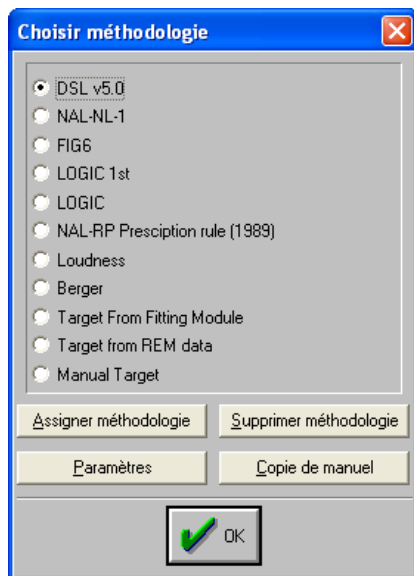 Choisir méthodologie
DSL v5.0
NAL-NL-1
FIG6
LOGIC 1st
LOGIC
NAL-RP Presciption rule (1989)
Loudness
Berger
Target From Fitting Module
Target from REM data
Manual Target
Assigner méthodologie
Supprimer méthodologie
Paramètres
Copie de manuel
OK